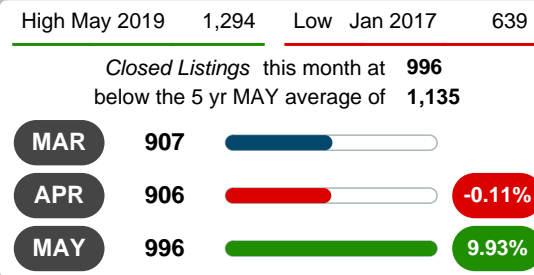 High May 2019 1,294 Low Jan 2017 639
Closed Listings this month at 996
below the 5 yr MAY average of 1,135
MAR 907
APR 906 -0.11%
MAY 996 9.93%